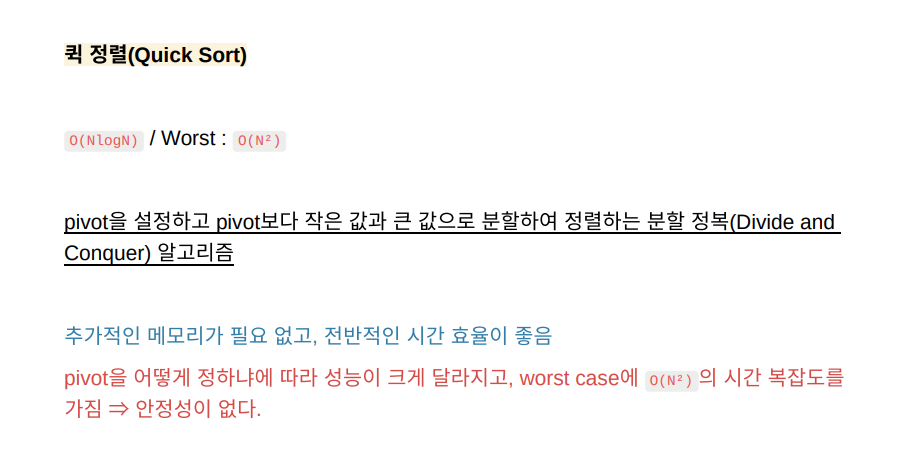 퀵 정렬(Quick Sort)
O(NlogN) / Worst : O(N²)
pivot을 설정하고 pivot보다 작은 값과 큰 값으로 분할하여 정렬하는 분할 정복(Divide and
Conquer) 알고리즘
추가적인 메모리가 필요 없고, 전반적인 시간 효율이 좋음
pivot을 어떻게 정하냐에 따라 성능이 크게 달라지고, worst case에 O(N²)의 시간 복잡도를
가짐 ⇒ 안정성이 없다.